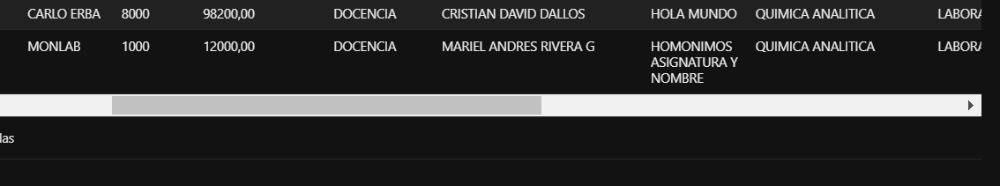 CARLO ERBA 8000 98200,00 DOCENCIA CRISTIAN DAVID DALLOS HOLA MUNDO QUIMICA ANALITICA LABORA
MONLAB 1000 12000,00 DOCENCIA MARIEL ANDRES RIVERA G HOMONIMOS QUIMICA ANALITICA LABORA
ASIGNATURA Y
NOMBRE
las